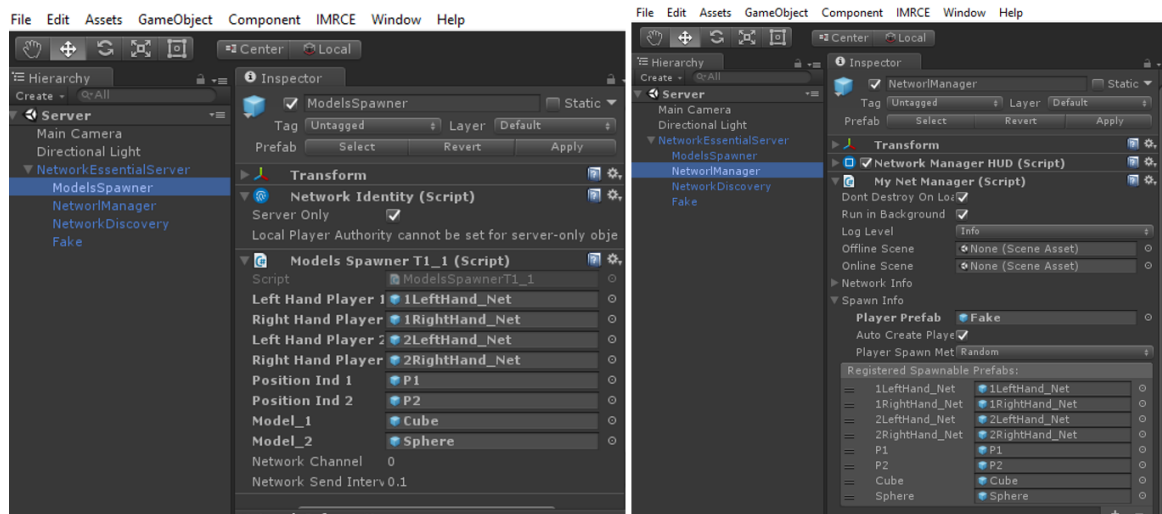 File Edit Assets GameObject Component IMRCE Window Help
Center Local
Hierarchy
Create All
Server
Main Camera
Directional Light
NetworkEssentialServer
ModelsSpawner
NetworlManager
NetworkDiscovery
Fake
Inspector
ModelsSpawner Static
Tag Untagged Layer Default
Prefab Select Revert Apply
Transform
Network Identity (Script)
Server Only
Local Player Authority cannot be set for server-only obje
Models Spawner T1_1 (Script)
Script ModelsSpawnerT1_1
Left Hand Player 1 1LeftHand_Net
Right Hand Player 1RightHand_Net
Left Hand Player 2 2LeftHand_Net
Right Hand Player 2RightHand_Net
Position Ind 1 P1
Position Ind 2 P2
Model_1 Cube
Model_2 Sphere
Network Channel 0
Network Send Interv 0.1
File Edit Assets GameObject Component IMRCE Window Help
Center Local
Hierarchy
Create All
Server
Main Camera
Directional Light
NetworkEssentialServer
ModelsSpawner
NetworlManager
NetworkDiscovery
Fake
Inspector
NetworlManager Static
Tag Untagged Layer Default
Prefab Select Revert Apply
Transform
Network Manager HUD (Script)
My Net Manager (Script)
Dont Destroy On Loa
Run in Background
Log Level Info
Offline Scene None (Scene Asset)
Online Scene None (Scene Asset)
Network Info
Spawn Info
Player Prefab Fake
Auto Create Playe
Player Spawn Met Random
Registered Spawnable Prefabs:
1LeftHand_Net 1LeftHand_Net
1RightHand_Net 1RightHand_Net
2LeftHand_Net 2LeftHand_Net
2RightHand_Net 2RightHand_Net
P1 P1
P2 P2
Cube Cube
Sphere Sphere